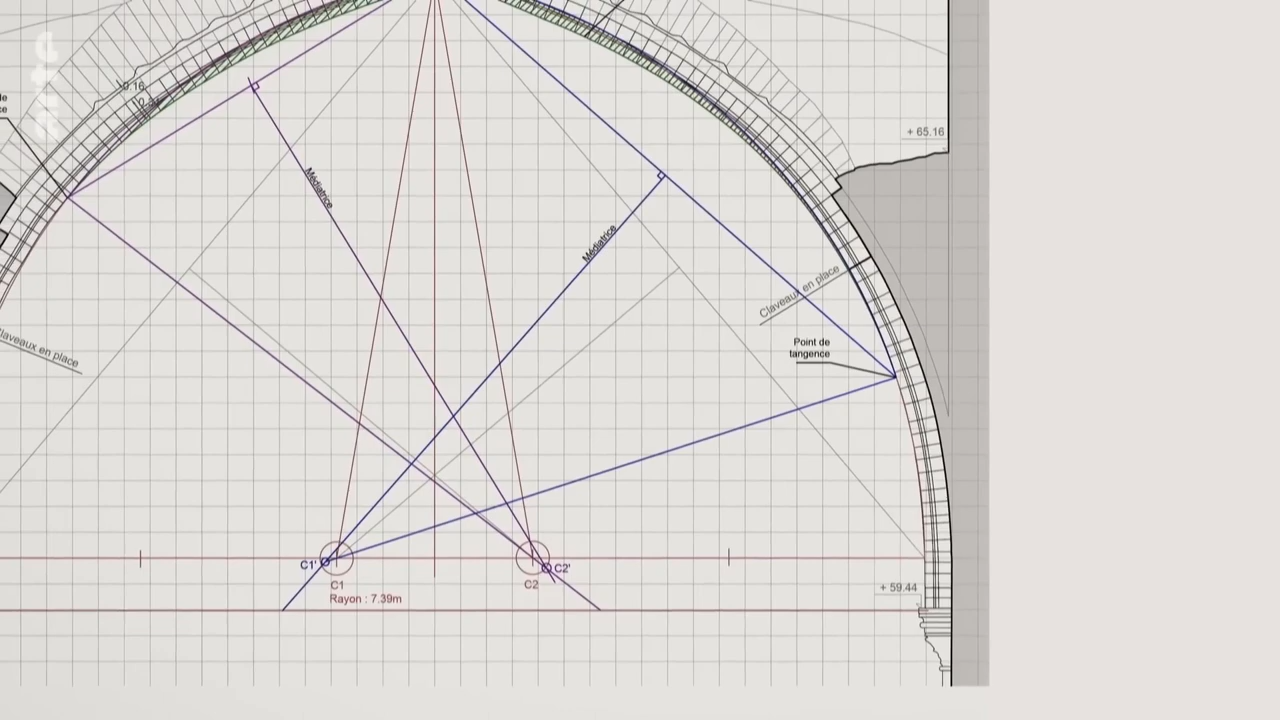 arte
0.16
+ 65.16
Médiatrice
Médiatrice
Claveaux en place
Point de
tangence
Claveaux en place
C1'
C2'
C1
C2
Rayon : 7.39m
+ 59.44